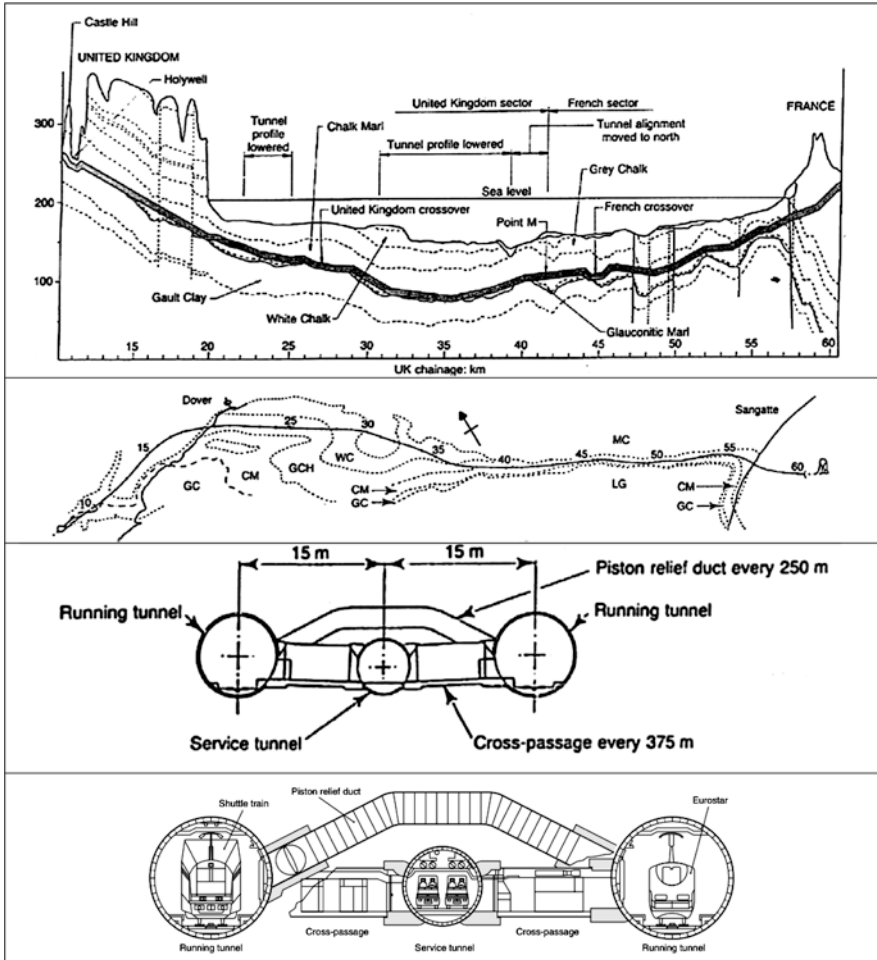 Castle Hill
UNITED KINGDOM
Holywell
United Kingdom sector
French sector
FRANCE
Tunnel
profile
lowered
Chalk Marl
Tunnel profile lowered
Tunnel alignment
moved to north
Grey Chalk
Sea level
United Kingdom crossover
Point M
French crossover
Gault Clay
White Chalk
Glauconitic Marl
300
200
100
15
20
25
30
35
40
45
50
55
60
UK chainage: km
Dover
Sangatte
10
15
25
30
35
40
45
50
55
60
WC
MC
GC
CM
GCH
CM
GC
LG
CM
GC
15 m
15 m
Piston relief duct every 250 m
Running tunnel
Running tunnel
Service tunnel
Cross-passage every 375 m
Piston relief duct
Shuttle train
Eurostar
Cross-passage
Cross-passage
Running tunnel
Service tunnel
Running tunnel